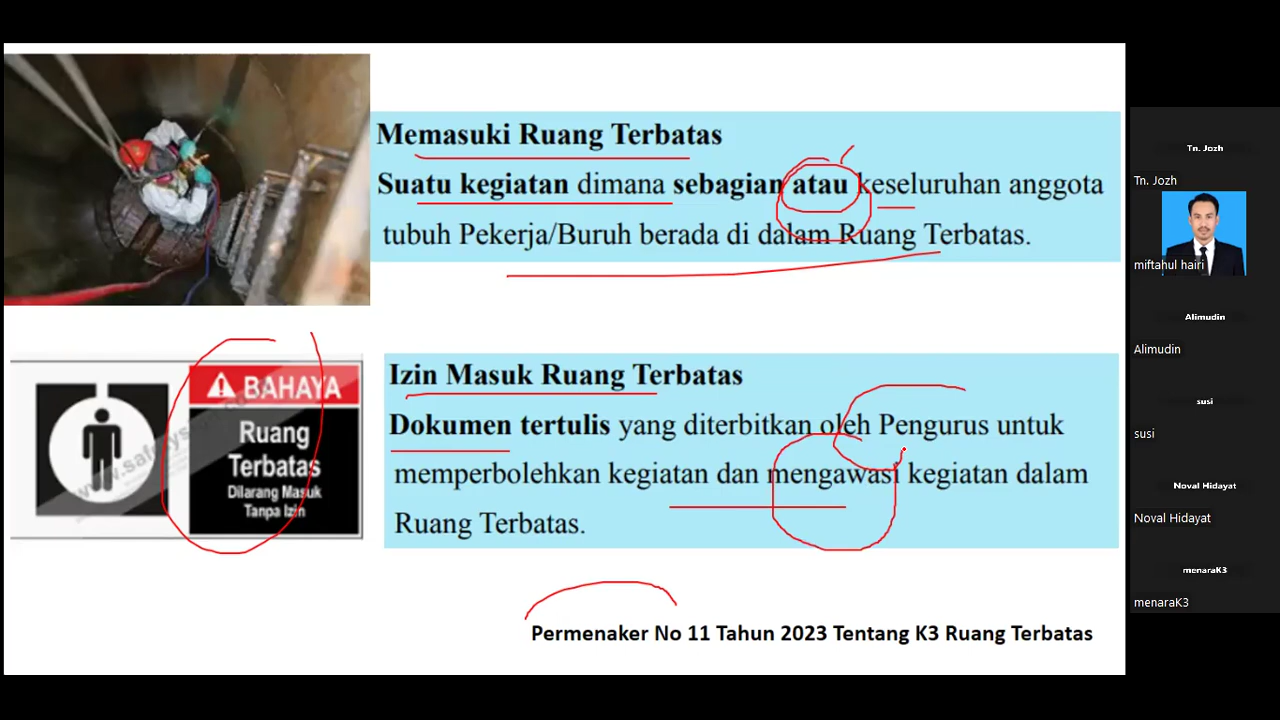 Memasuki Ruang Terbatas
Suatu kegiatan dimana sebagian atau keseluruhan anggota
tubuh Pekerja/Buruh berada di dalam Ruang Terbatas.
BAHAYA
Ruang
Terbatas
Dilarang Masuk
Tanpa Izin
Izin Masuk Ruang Terbatas
Dokumen tertulis yang diterbitkan oleh Pengurus untuk
memperbolehkan kegiatan dan mengawasi kegiatan dalam
Ruang Terbatas.
Permenaker No 11 Tahun 2023 Tentang K3 Ruang Terbatas
Tn. Jozh
Tn. Jozh
miftahul hairi
Alimudin
Alimudin
susi
susi
Noval Hidayat
Noval Hidayat
menaraK3
menaraK3